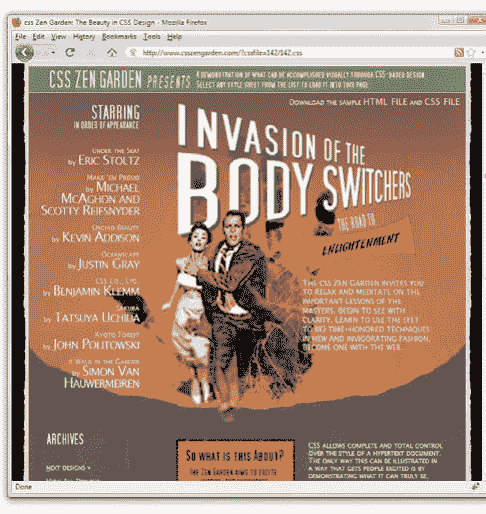 css Zen Garden: The Beauty in CSS Design - Mozilla Firefox
File Edit View History Bookmarks Tools Help
http://www.csszengarden.com/?cssfile=142/142.css
CSS ZEN GARDEN PRESENTS
A DEMONSTRATION OF WHAT CAN BE ACCOMPLISHED VISUALLY THROUGH CSS-BASED DESIGN.
SELECT ANY STYLE SHEET FROM THE LIST TO LOAD IT INTO THIS PAGE.
DOWNLOAD THE SAMPLE HTML FILE AND CSS FILE
STARRING
IN ORDER OF APPEARANCE
UNDER THE SEA!
by ERIC STOLTZ
MAKE 'EM PROUD
by MICHAEL
MCAGHON AND
SCOTTY REIFSNYDER
ORCHID BEAUTY
by KEVIN ADDISON
OCEANSCAPE
by JUSTIN GRAY
CSS CO., LTD.
by BENJAMIN KLEMM
SAKURA
by TATSUYA UCHIDA
KYOTO FOREST
by JOHN POLITOWSKI
A WALK IN THE GARDEN
by SIMON VAN
HAUWERMEIREN
INVASION OF THE
BODY SWITCHERS
THE ROAD TO
ENLIGHTENMENT
THE CSS ZEN GARDEN INVITES YOU
TO RELAX AND MEDITATE ON THE
IMPORTANT LESSONS OF THE
MASTERS. BEGIN TO SEE WITH
CLARITY. LEARN TO USE THE (YET
TO BE) TIME-HONORED TECHNIQUES
IN NEW AND INVIGORATING FASHION.
BECOME ONE WITH THE WEB.
ARCHIVES
NEXT DESIGNS »
SO WHAT IS THIS ABOUT?
THE ZEN GARDEN AIMS TO EXCITE,
CSS ALLOWS COMPLETE AND TOTAL CONTROL
OVER THE STYLE OF A HYPERTEXT DOCUMENT.
THE ONLY WAY THIS CAN BE ILLUSTRATED IN
A WAY THAT GETS PEOPLE EXCITED IS BY
DEMONSTRATING WHAT IT CAN TRULY BE,
Done